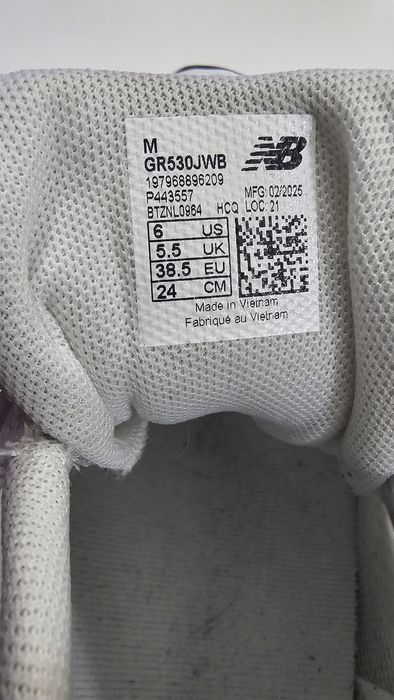 M
GR530JWB
NB
197968896209
P443557 MFG: 02/2025
BTZNL0964 HCQ LOC. 21
6 US
5.5 UK
38.5 EU
24 CM
Made in Vietnam
Fabriqué au Vietnam